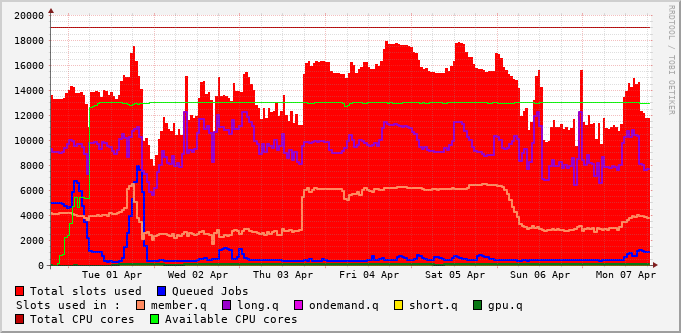 20000
18000
16000
14000
12000
10000
8000
6000
4000
2000
0
Tue 01 Apr Wed 02 Apr Thu 03 Apr Fri 04 Apr Sat 05 Apr Sun 06 Apr Mon 07 Apr
Total slots used Queued Jobs
Slots used in : member.q long.q ondemand.q short.q gpu.q
Total CPU cores Available CPU cores
RRDTOOL / TOBI OETIKER